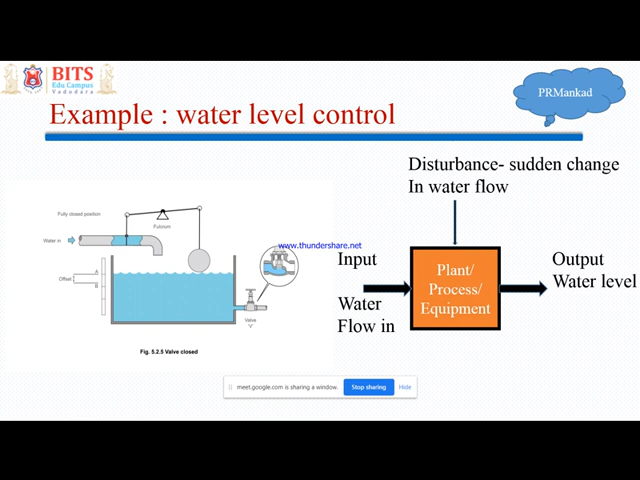 BITS
Edu Campus
Vadodara
PRMankad
Example : water level control
Disturbance- sudden change
In water flow
Fully closed position
Fulcrum
Water in
www.thundershare.net
Offset
A
B
Valve
'V'
Fig. 5.2.5 Valve closed
Input
Water
Flow in
Plant/
Process/
Equipment
Output
Water level
meet.google.com is sharing a window.
Stop sharing
Hide